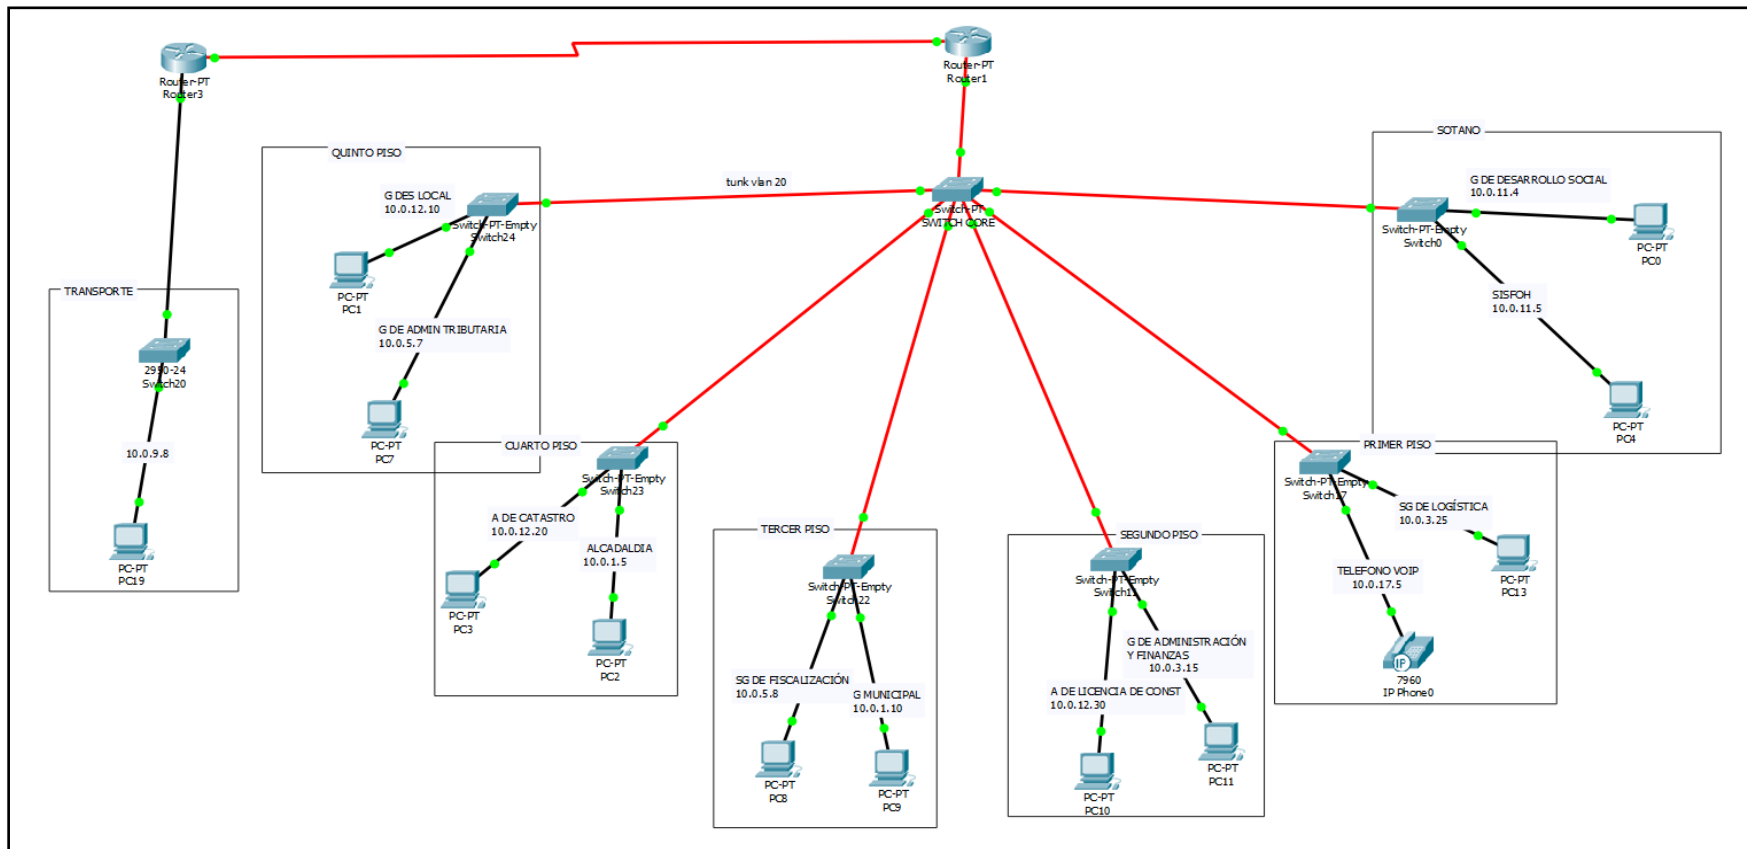 Router-PT
Router3
Router-PT
Router1
QUINTO PISO
tunk vlan 20
G DES LOCAL
10.0.12.10
Switch-PT-Empty
Switch24
PC-PT
PC1
G DE ADMIN TRIBUTARIA
10.0.5.7
PC-PT
PC7
Switch-PT
SWITCH CORE
SOTANO
G DE DESARROLLO SOCIAL
10.0.11.4
Switch-PT-Empty
Switch0
PC-PT
PC0
SISFOH
10.0.11.5
PC-PT
PC4
TRANSPORTE
2950-24
Switch20
10.0.9.8
PC-PT
PC19
CUARTO PISO
Switch-PT-Empty
Switch23
A DE CATASTRO
10.0.12.20
ALCADALDIA
10.0.1.5
PC-PT
PC3
PC-PT
PC2
TERCER PISO
Switch-PT-Empty
Switch22
SG DE FISCALIZACIÓN
10.0.5.8
G MUNICIPAL
10.0.1.10
PC-PT
PC8
PC-PT
PC9
SEGUNDO PISO
Switch-PT-Empty
Switch11
G DE ADMINISTRACIÓN
Y FINANZAS
10.0.3.15
A DE LICENCIA DE CONST
10.0.12.30
PC-PT
PC11
PC-PT
PC10
PRIMER PISO
Switch-PT-Empty
Switch17
SG DE LOGÍSTICA
10.0.3.25
PC-PT
PC13
TELEFONO VOIP
10.0.17.5
IP
7960
IP Phone0